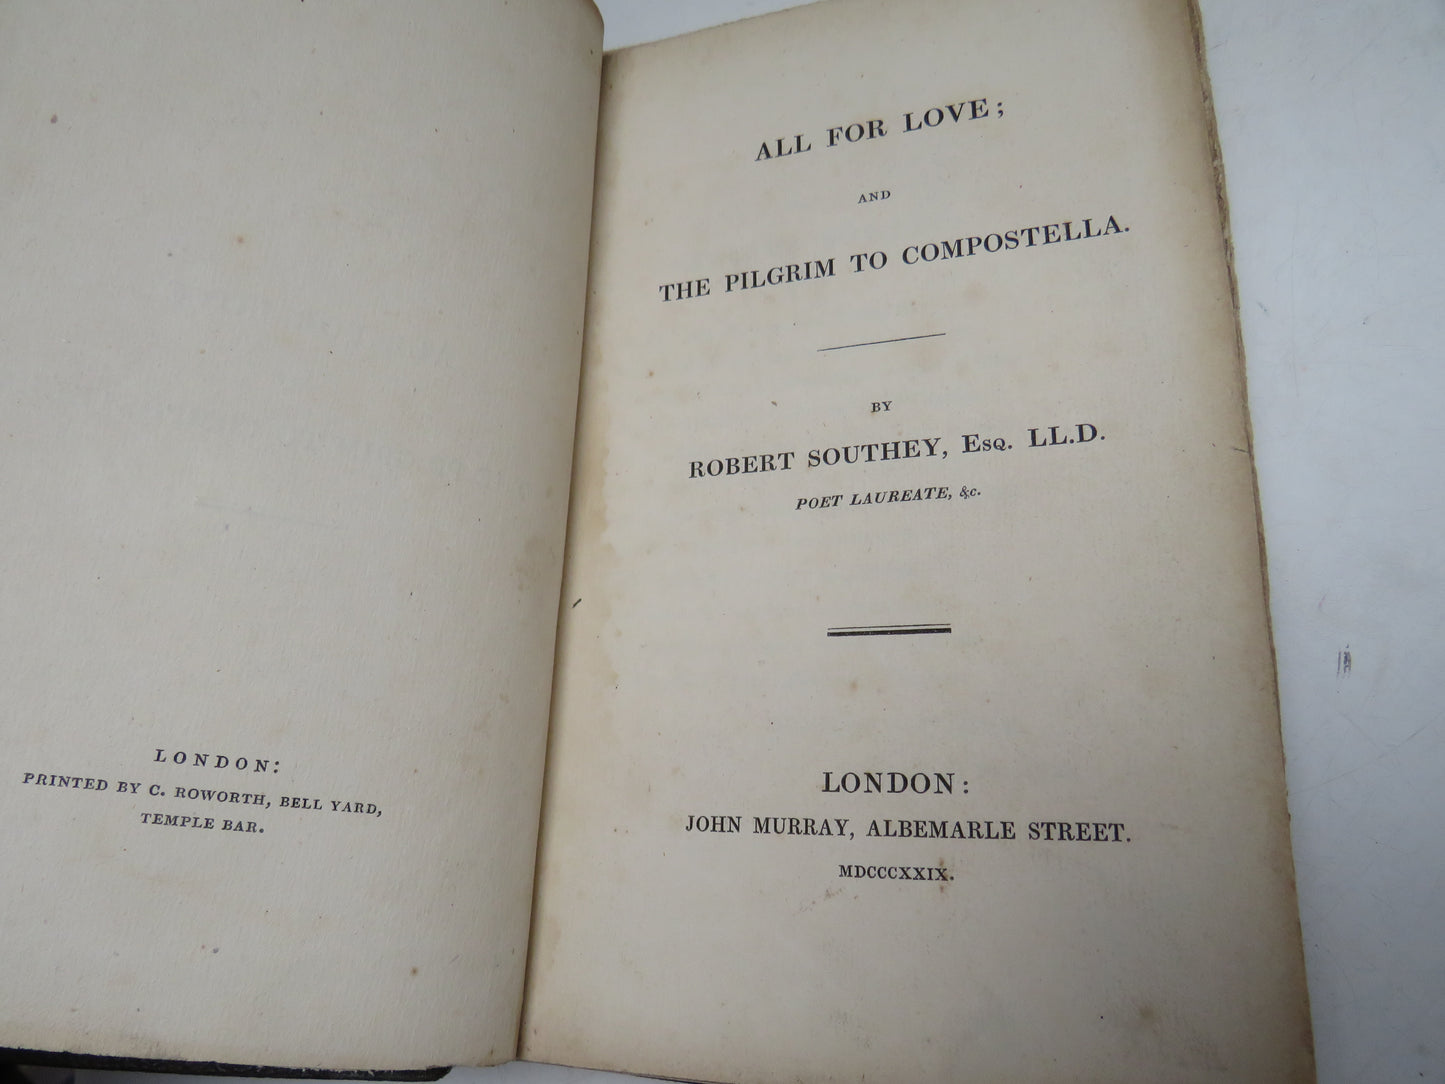 LONDON:
PRINTED BY C. ROWORTH, BELL YARD,
TEMPLE BAR.
ALL FOR LOVE;
AND
THE PILGRIM TO COMPOSTELLA.
BY
ROBERT SOUTHEY, Esq. LL.D.
POET LAUREATE, &c.
LONDON:
JOHN MURRAY, ALBEMARLE STREET.
MDCCCXXIX.